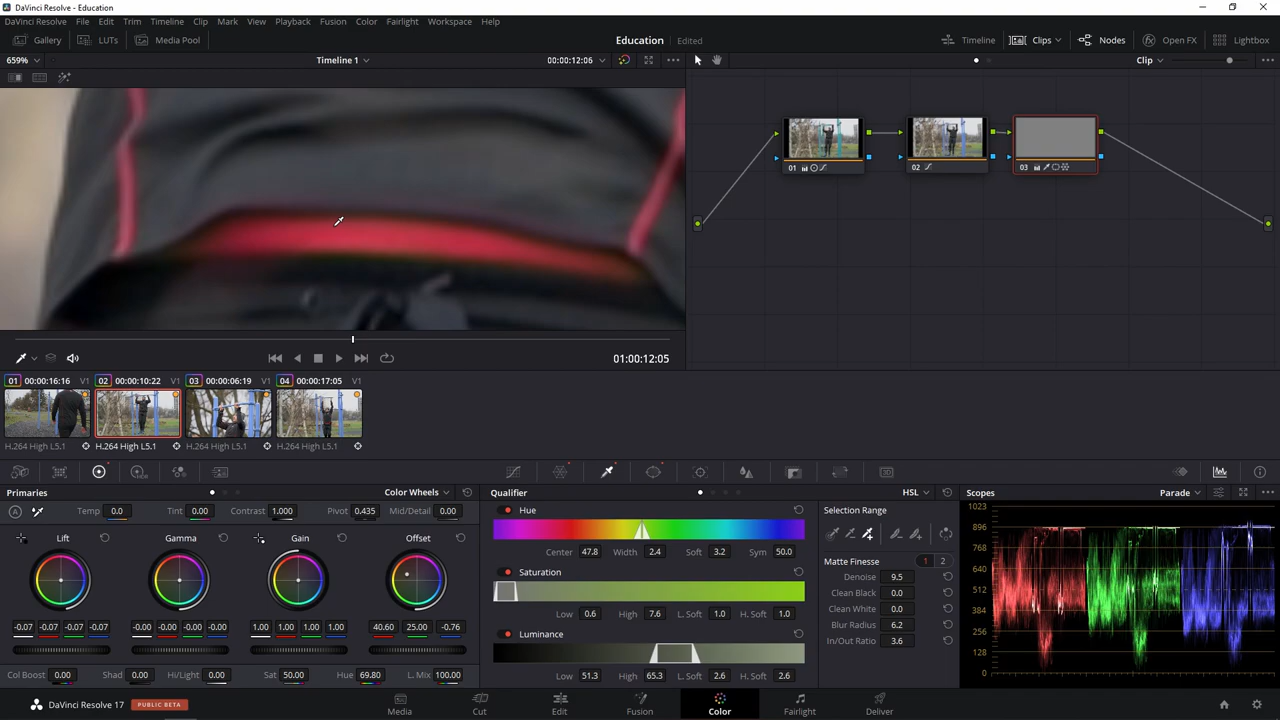 DaVinci Resolve - Education
DaVinci Resolve File Edit Trim Timeline Clip Mark View Playback Fusion Color Fairlight Workspace Help
Gallery LUTs Media Pool Education Edited Timeline Clips Nodes Open FX Lightbox
659% Timeline 1 00:00:12:06 Clip
01 02 03
01:00:12:05
01 00:00:16:16 V1 02 00:00:10:22 V1 03 00:00:06:19 V1 04 00:00:17:05 V1
H.264 High L5.1 H.264 High L5.1 H.264 High L5.1 H.264 High L5.1
Primaries Color Wheels
Temp 0.0 Tint 0.00 Contrast 1.000 Pivot 0.435 Mid/Detail 0.00
Lift Gamma Gain Offset
-0.07 -0.07 -0.07 -0.07 -0.00 -0.00 -0.00 -0.00 1.00 1.00 1.00 1.00 40.60 25.00 -0.76
Col Boost 0.00 Shad 0.00 Hi/Light 0.00 Sat 50.00 Hue 69.80 L. Mix 100.00
Qualifier HSL
Hue
Center 47.8 Width 2.4 Soft 3.2 Sym 50.0
Saturation
Low 0.6 High 7.6 L. Soft 1.0 H. Soft 1.0
Luminance
Low 51.3 High 65.3 L. Soft 2.6 H. Soft 2.6
Selection Range
Matte Finesse 1 2
Denoise 9.5
Clean Black 0.0
Clean White 0.0
Blur Radius 6.2
In/Out Ratio 3.6
Scopes Parade
1023
896
768
640
512
384
256
128
0
DaVinci Resolve 17 PUBLIC BETA Media Cut Edit Fusion Color Fairlight Deliver